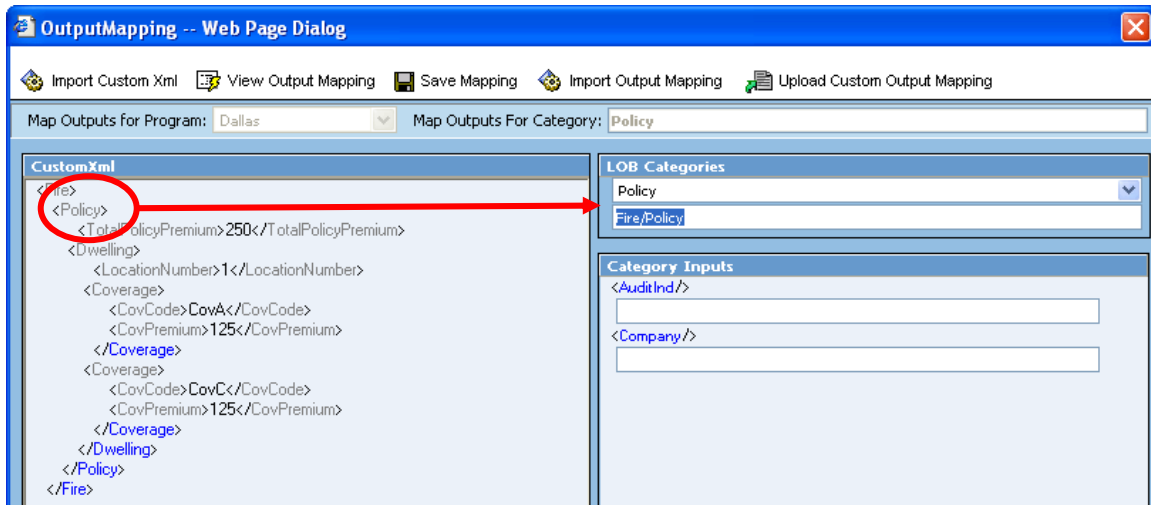 OutputMapping -- Web Page Dialog
Import Custom Xml View Output Mapping Save Mapping Import Output Mapping Upload Custom Output Mapping
Map Outputs for Program: Dallas Map Outputs For Category: Policy
CustomXml
<Fire>
<Policy>
<TotalPolicyPremium>250</TotalPolicyPremium>
<Dwelling>
<LocationNumber>1</LocationNumber>
<Coverage>
<CovCode>CovA</CovCode>
<CovPremium>125</CovPremium>
</Coverage>
<Coverage>
<CovCode>CovC</CovCode>
<CovPremium>125</CovPremium>
</Coverage>
</Dwelling>
</Policy>
</Fire>
LOB Categories
Policy
Fire/Policy
Category Inputs
<AuditInd/>
<Company/>